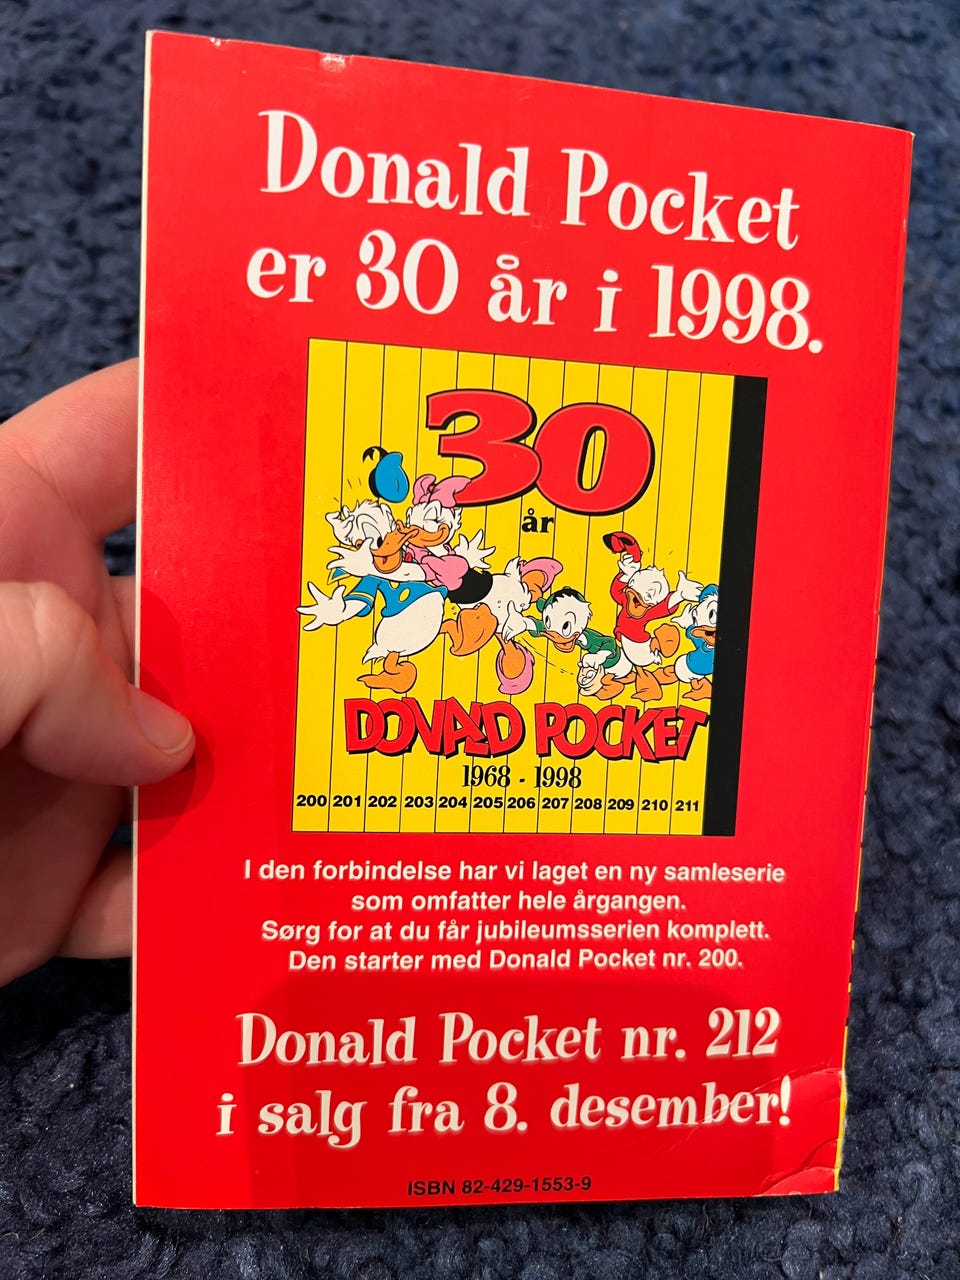 Donald Pocket
er 30 år i 1998.
30
år
DONALD POCKET
1968 - 1998
200 201 202 203 204 205 206 207 208 209 210 211
I den forbindelse har vi laget en ny samleserie
som omfatter hele årgangen.
Sørg for at du får jubileumsserien komplett.
Den starter med Donald Pocket nr. 200.
Donald Pocket nr. 212
i salg fra 8. desember!
ISBN 82-429-1553-9